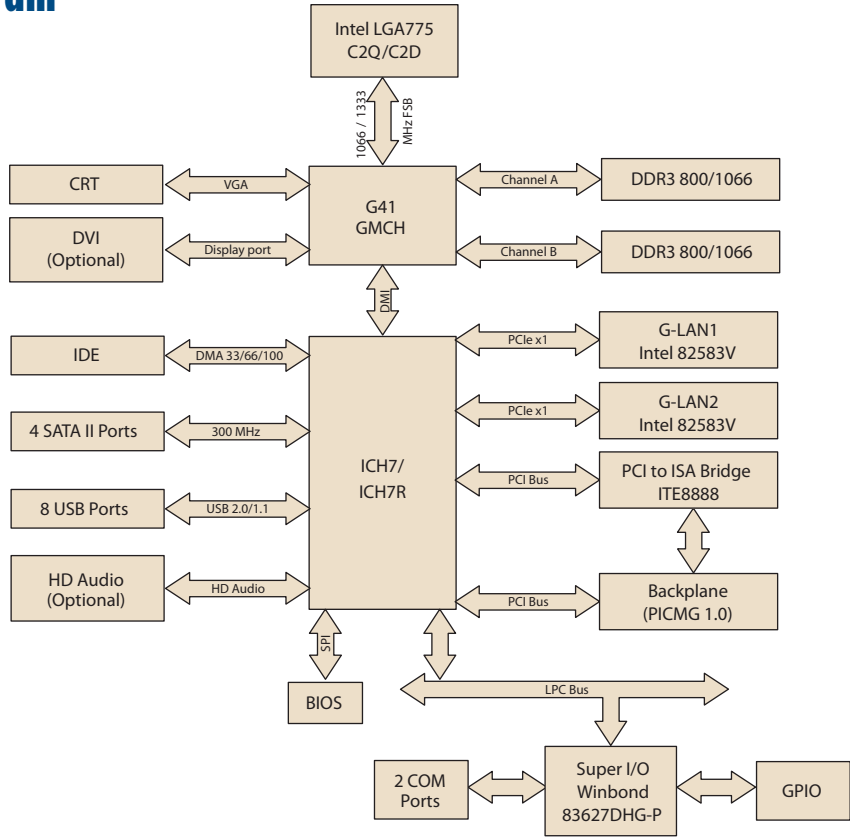 Intel LGA775
C2Q/C2D
1066 / 1333
MHz FSB
CRT
VGA
G41
GMCH
Channel A
DDR3 800/1066
DVI
(Optional)
Display port
Channel B
DDR3 800/1066
DMI
IDE
DMA 33/66/100
ICH7/
ICH7R
PCIe x1
G-LAN1
Intel 82583V
4 SATA II Ports
300 MHz
PCIe x1
G-LAN2
Intel 82583V
8 USB Ports
USB 2.0/1.1
PCI Bus
PCI to ISA Bridge
ITE8888
HD Audio
(Optional)
HD Audio
PCI Bus
Backplane
(PICMG 1.0)
SPI
BIOS
LPC Bus
2 COM
Ports
Super I/O
Winbond
83627DHG-P
GPIO